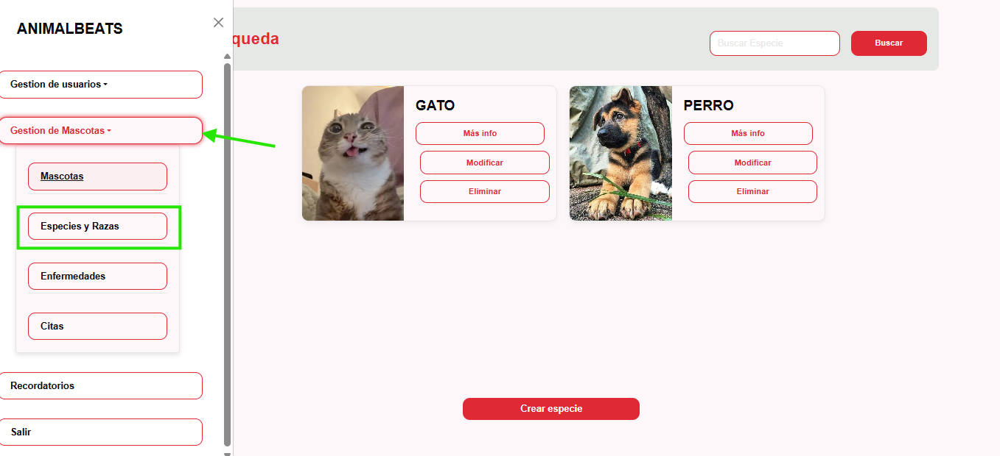 ANIMALBEATS
Gestion de usuarios
Gestion de Mascotas
Mascotas
Especies y Razas
Enfermedades
Citas
Recordatorios
Salir
queda
Buscar Especie
Buscar
GATO
Más info
Modificar
Eliminar
PERRO
Más info
Modificar
Eliminar
Crear especie